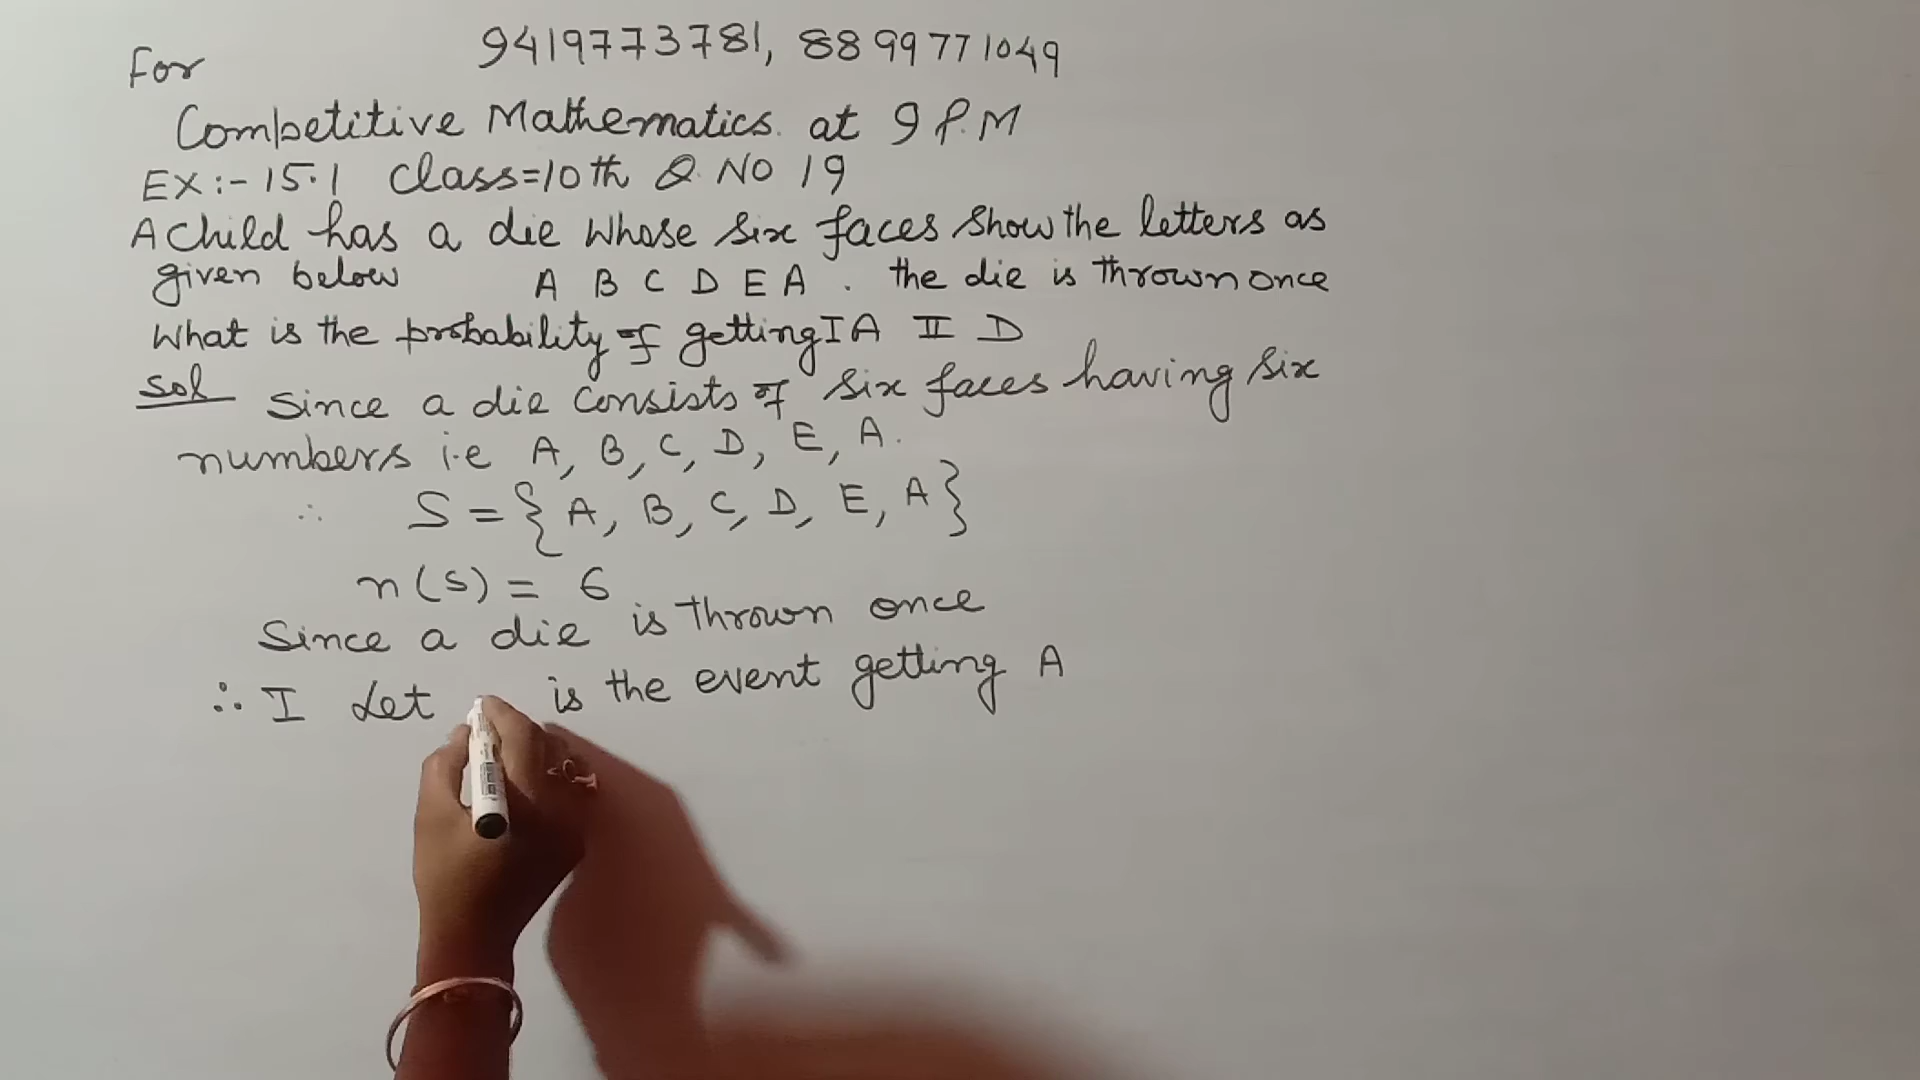 9419773781, 8899771049
For
Competitive Mathematics. at 9 P.M
EX:- 15.1 Class=10th Q. NO 19
A Child has a die whose six faces show the letters as
given below A B C D E A. the die is thrown once
What is the probability of getting I A II D
Sol Since a die consists of six faces having six
numbers i.e A, B, C, D, E, A.
∴ S = {A, B, C, D, E, A}
n(s) = 6
Since a die is thrown once
∴ I Let is the event getting A